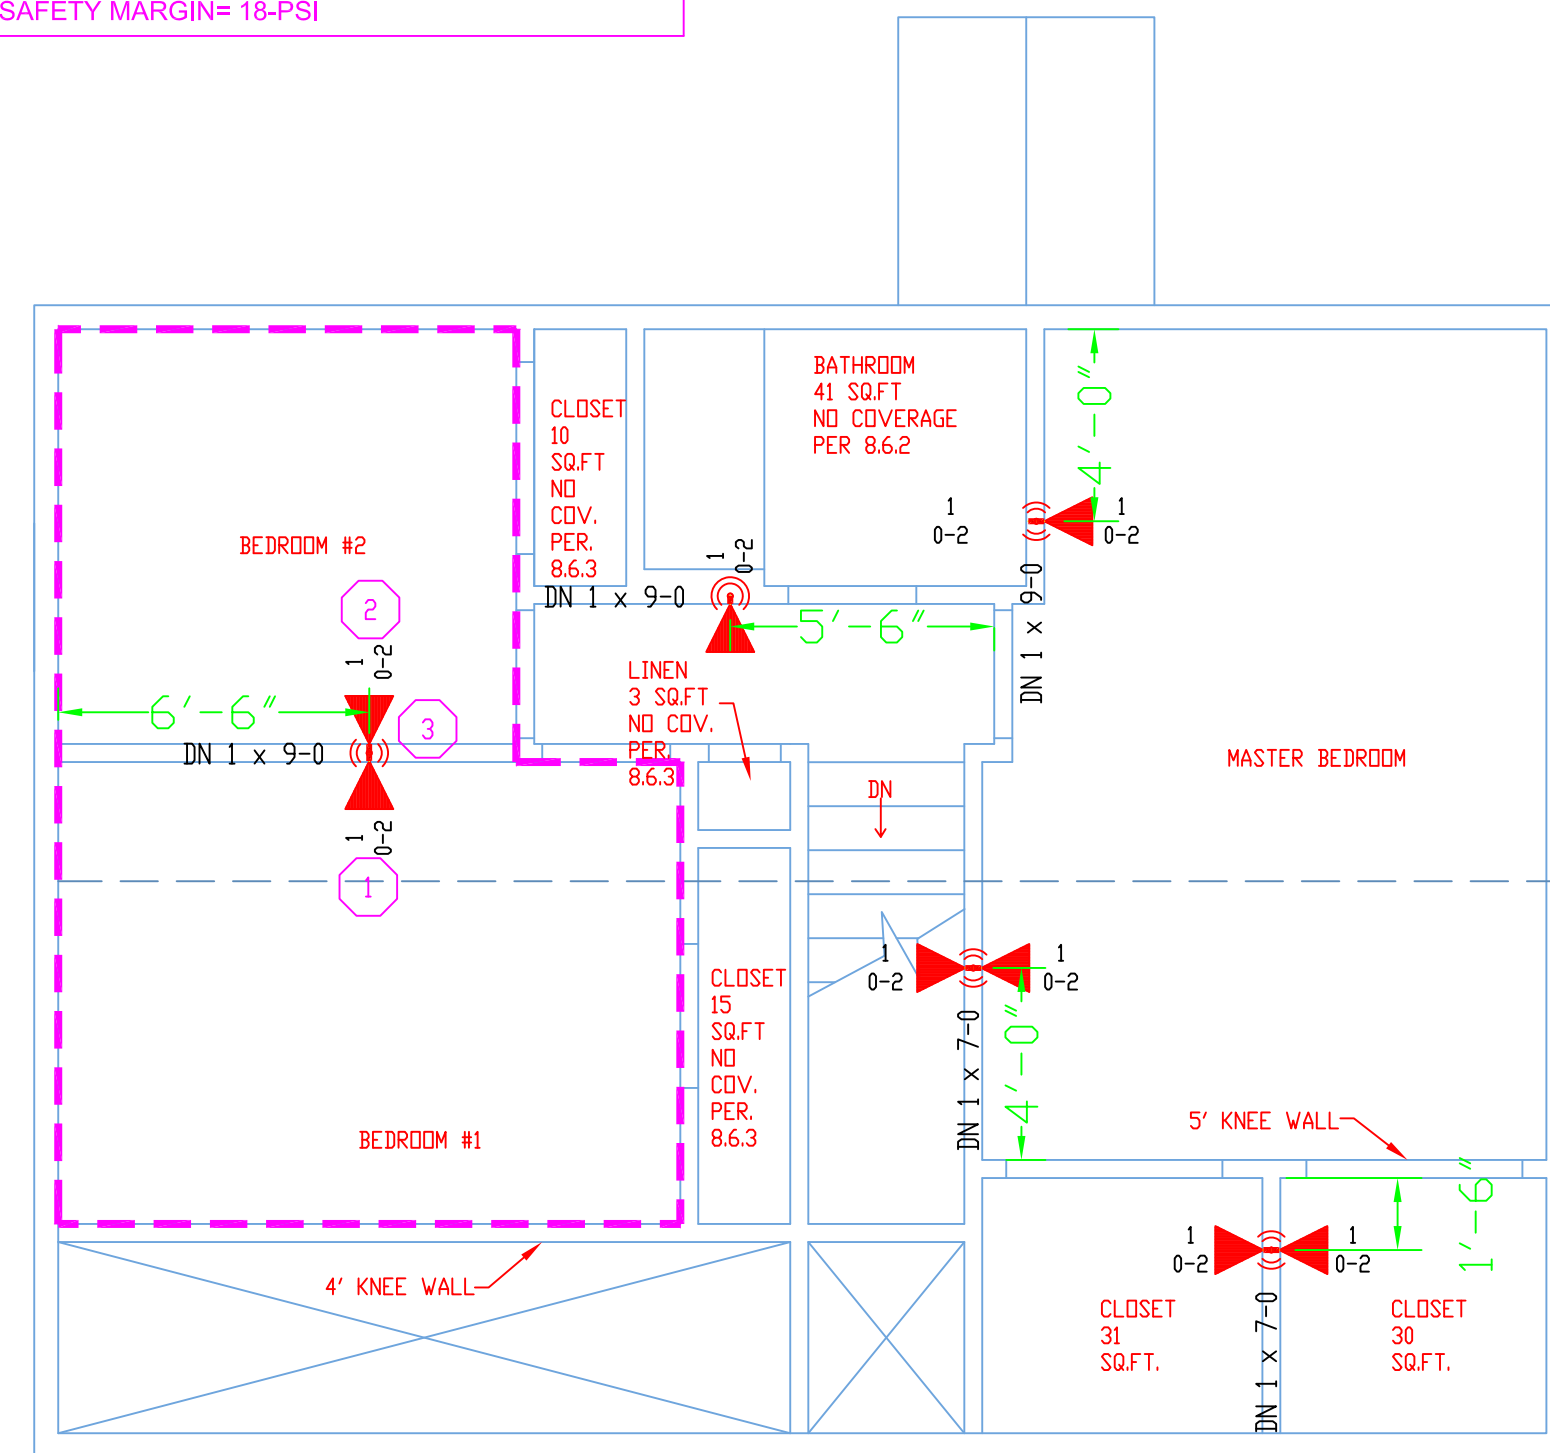 SAFETY MARGIN= 18-PSI
BATHROOM
41 SQ.FT
NO COVERAGE
PER 8.6.2
4'-0"
CLOSET
10
SQ.FT
NO
COV.
PER.
8.6.3
1
0-2
1
0-2
BEDROOM #2
1
0-2
DN 1 x 9-0
2
5'-6"
DN 1 x 9-0
1
0-2
LINEN
3 SQ.FT
NO COV.
PER.
8.6.3
6'-6"
3
DN 1 x 9-0
MASTER BEDROOM
DN
1
0-2
1
1
0-2
1
0-2
CLOSET
15
SQ.FT
NO
COV.
PER.
8.6.3
DN 1 x 7-0
4'-0"
5' KNEE WALL
BEDROOM #1
1'-6"
1
0-2
1
0-2
4' KNEE WALL
CLOSET
31
SQ.FT.
DN 1 x 7-0
CLOSET
30
SQ.FT.